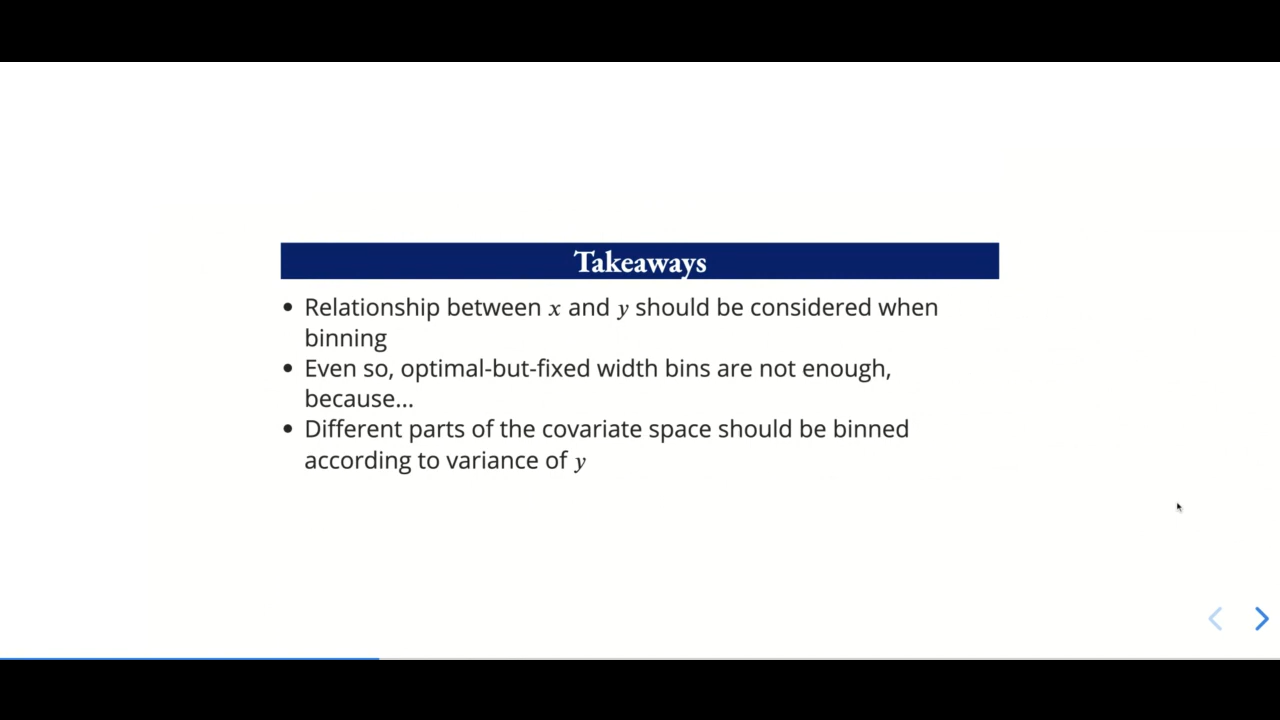 Takeaways
• Relationship between x and y should be considered when
binning
• Even so, optimal-but-fixed width bins are not enough,
because...
• Different parts of the covariate space should be binned
according to variance of y